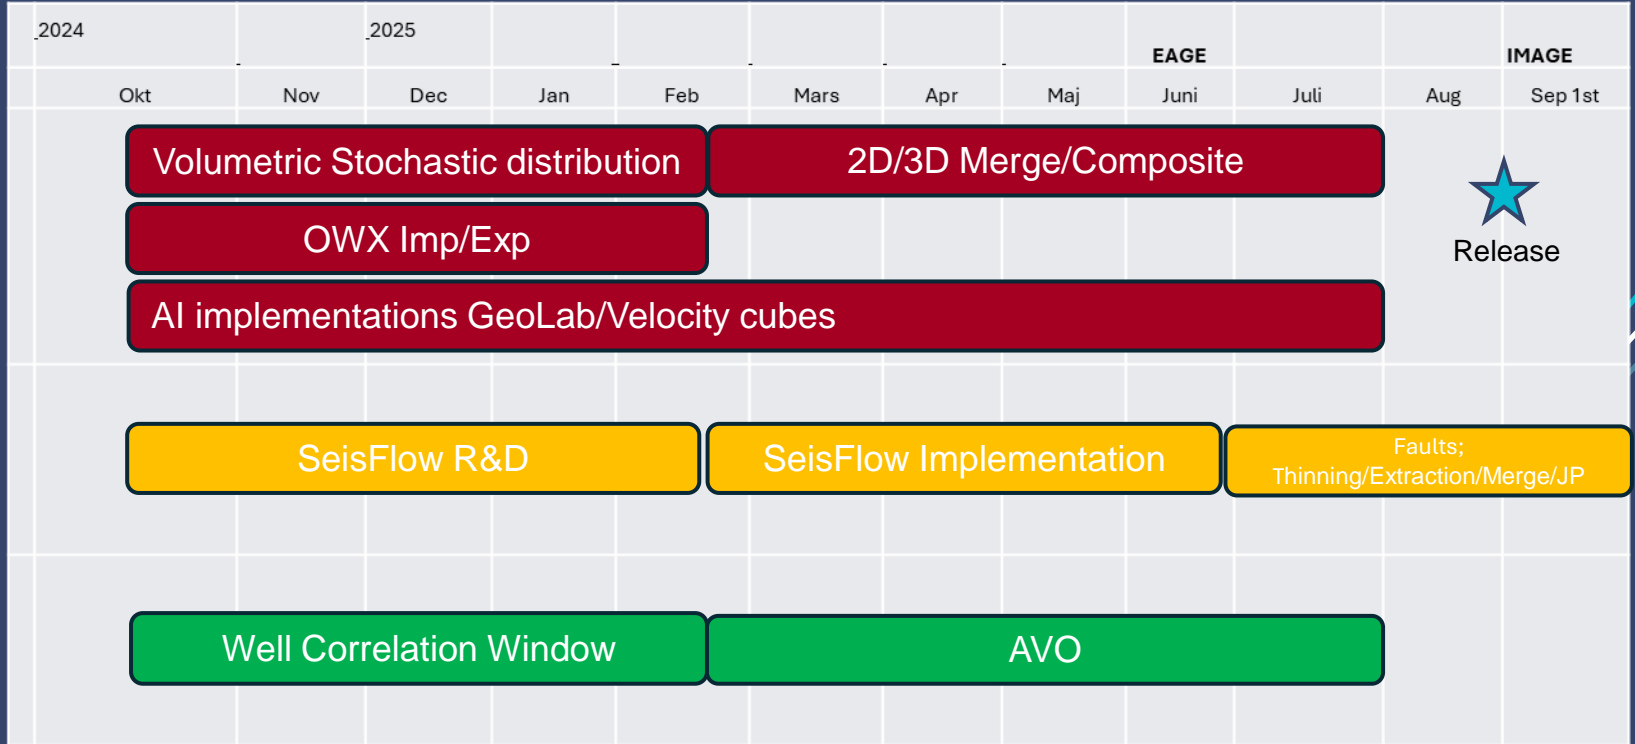 _2024
_2025
EAGE
IMAGE
Okt
Nov
Dec
Jan
Feb
Mars
Apr
Maj
Juni
Juli
Aug
Sep 1st
Volumetric Stochastic distribution
2D/3D Merge/Composite
OWX Imp/Exp
Release
AI implementations GeoLab/Velocity cubes
SeisFlow R&D
SeisFlow Implementation
Faults;
Thinning/Extraction/Merge/JP
Well Correlation Window
AVO